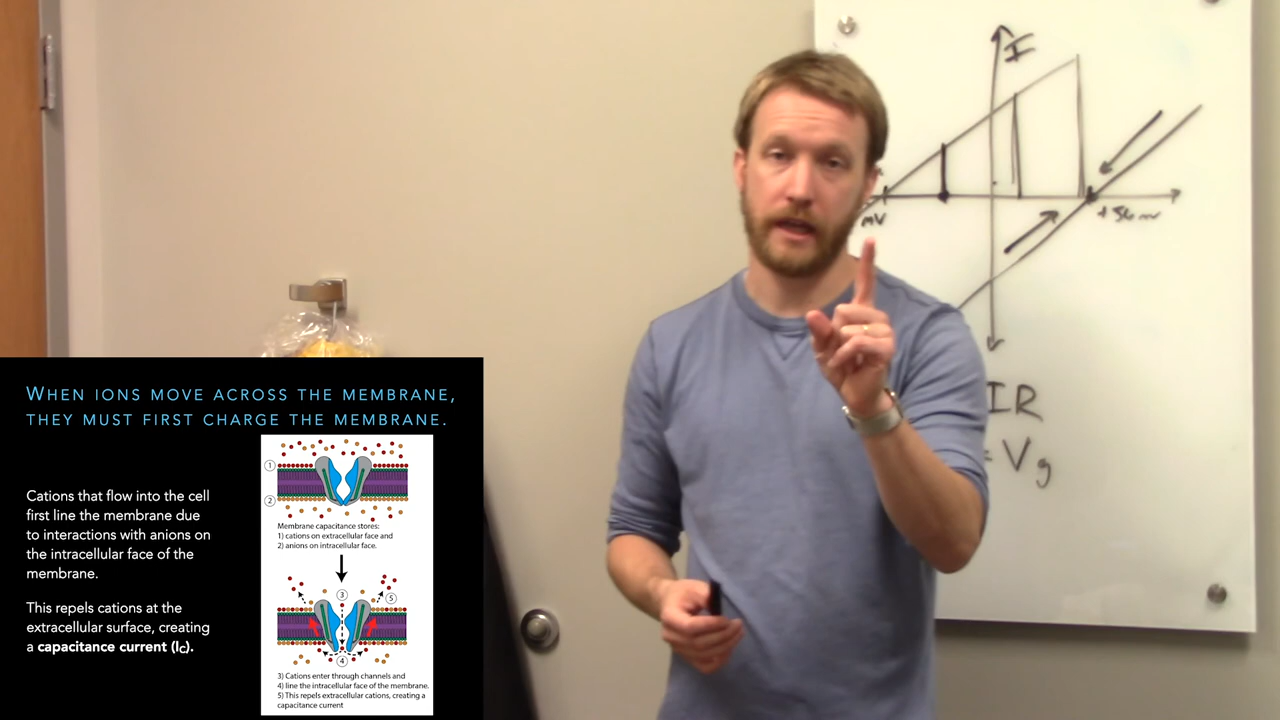 I
mV
+56mV
IR
= Vg
WHEN IONS MOVE ACROSS THE MEMBRANE,
THEY MUST FIRST CHARGE THE MEMBRANE.
Cations that flow into the cell
first line the membrane due
to interactions with anions on
the intracellular face of the
membrane.
This repels cations at the
extracellular surface, creating
a capacitance current (IC).
1
2
Membrane capacitance stores:
1) cations on extracellular face and
2) anions on intracellular face.
3
5
4
3) Cations enter through channels and
4) line the intracellular face of the membrane.
5) This repels extracellular cations, creating a
capacitance current